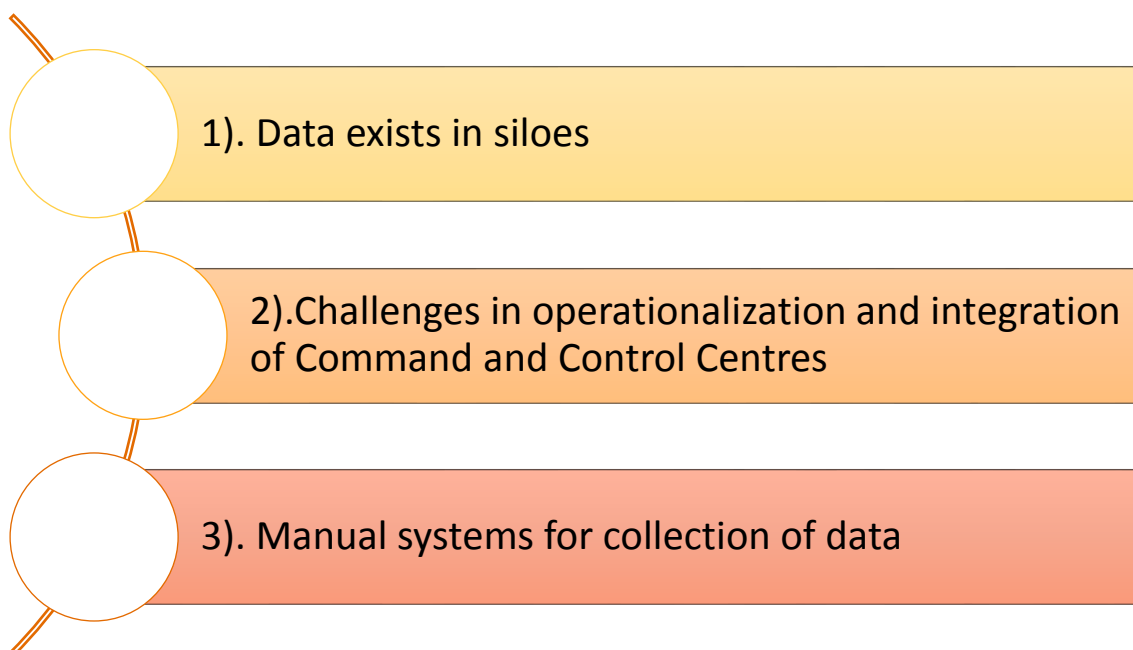 1). Data exists in siloes
2).Challenges in operationalization and integration
of Command and Control Centres
3). Manual systems for collection of data